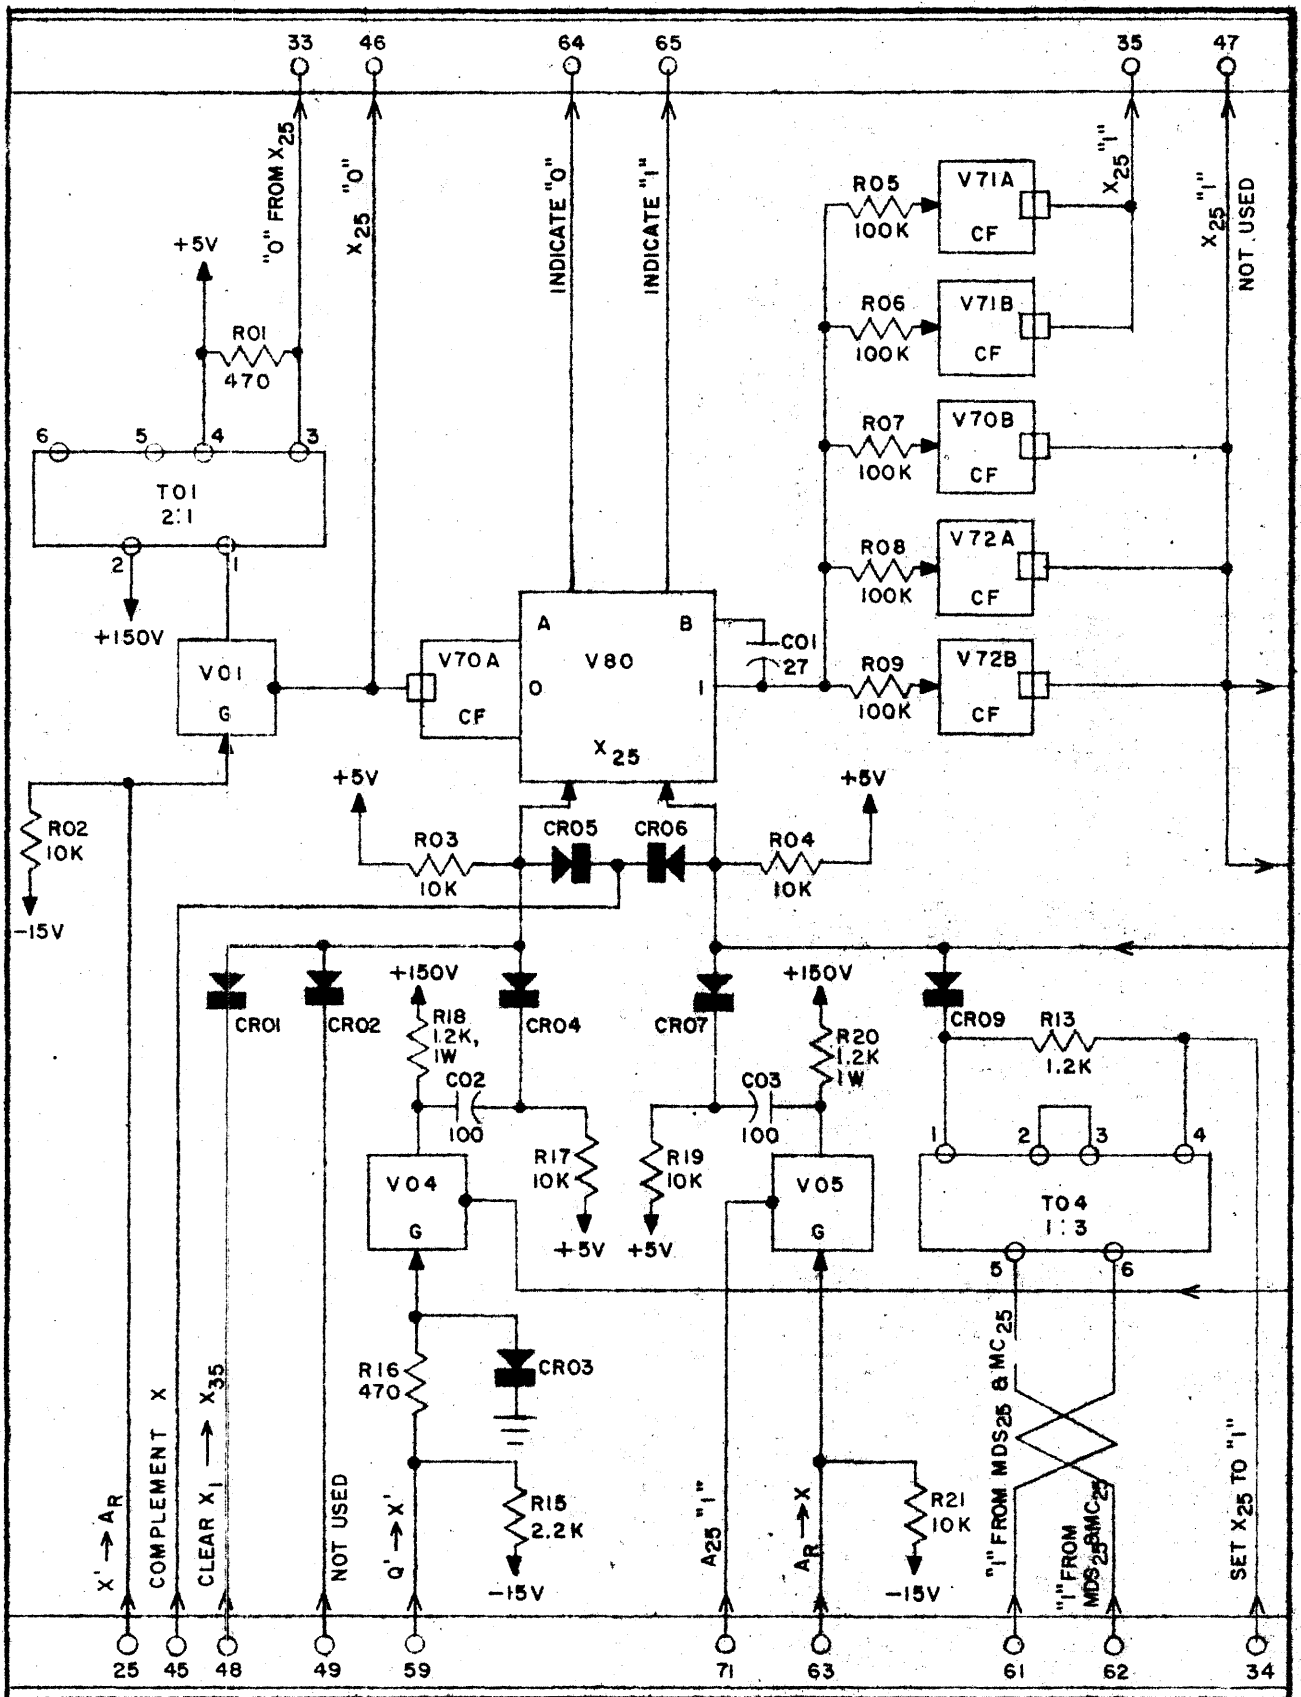 33 46 64 65 35 47
"0" FROM X25
X25 "0"
INDICATE "0"
INDICATE "1"
X25 "1"
X25 "1"
NOT USED
+5V
R01
470
6 5 4 3
T01
2:1
2 1
+150V
V01
G
V70A
CF
A B
V80
0 1
X25
C01
27
R05
100K
V71A
CF
R06
100K
V71B
CF
R07
100K
V70B
CF
R08
100K
V72A
CF
R09
100K
V72B
CF
R02
10K
-15V
+5V
R03
10K
CR05
CR06
R04
10K
+5V
CR01
CR02
+150V
R18
1.2K,
1W
C02
100
CR04
CR07
+150V
R20
1.2K
1W
C03
100
CR09
R13
1.2K
V04
G
R17
10K
+5V
R19
10K
+5V
V05
G
1 2 3 4
T04
1:3
5 6
R16
470
CR03
R15
2.2K
-15V
R21
10K
-15V
X' → AR
COMPLEMENT X
CLEAR X1 → X35
NOT USED
Q' → X'
A25 "1"
AR → X
"1" FROM MDS25 & MC25
"1" FROM
MDS25 & MC25
SET X25 TO "1"
25 45 48 49 59 71 63 61 62 34